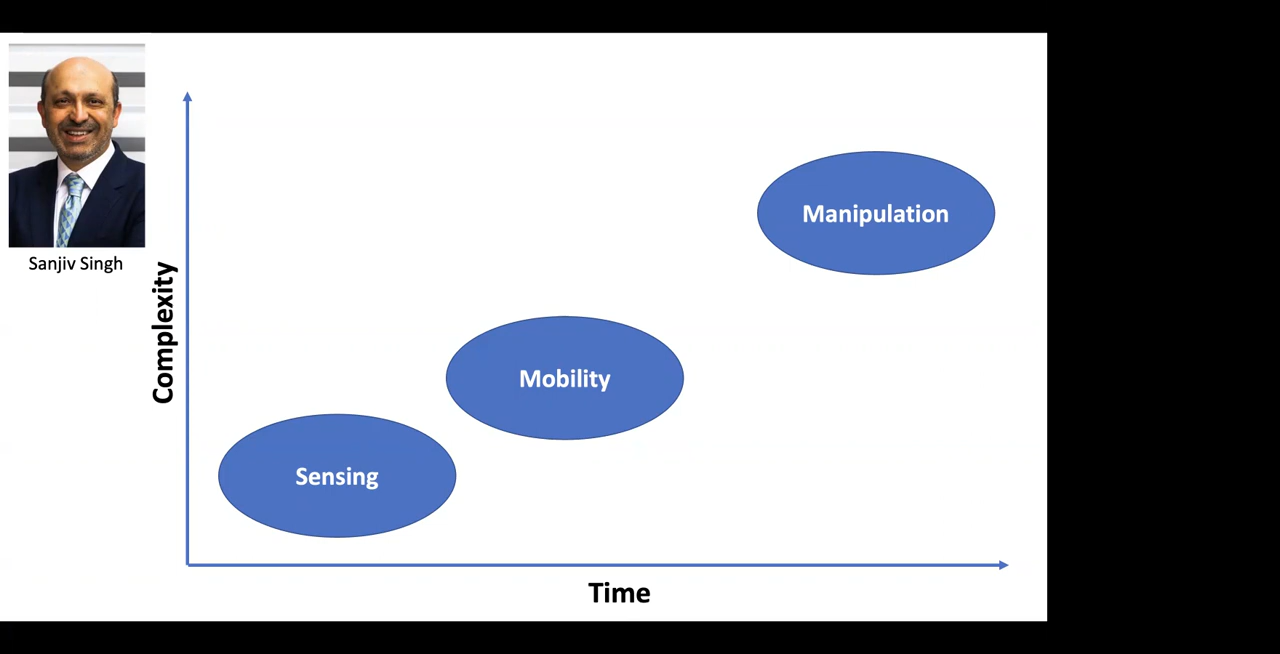 Sanjiv Singh
Complexity
Manipulation
Mobility
Sensing
Time